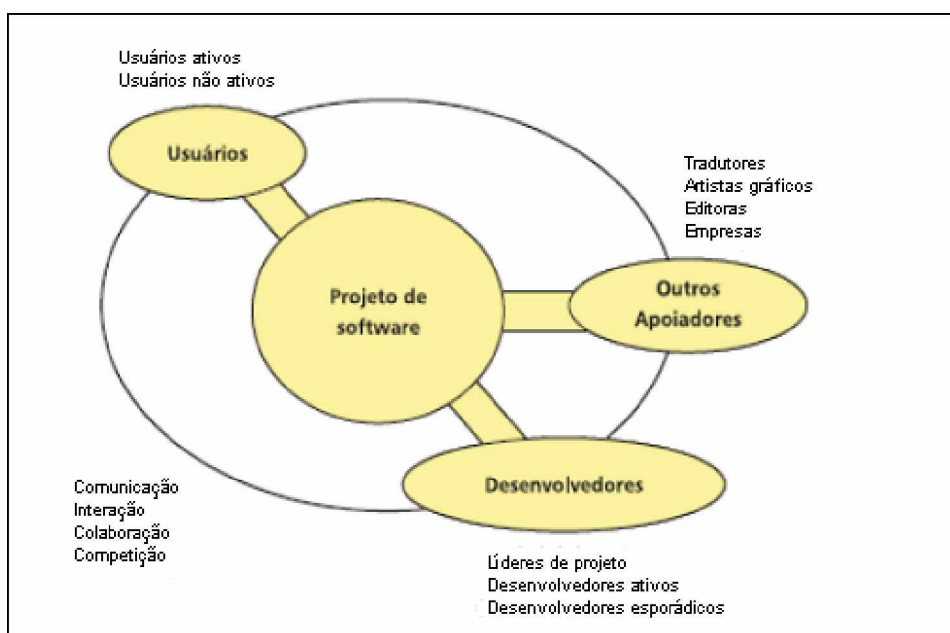 Usuários ativos
Usuários não ativos
Usuários
Tradutores
Artistas gráficos
Editoras
Empresas
Projeto de
software
Outros
Apoiadores
Desenvolvedores
Comunicação
Interação
Colaboração
Competição
Líderes de projeto
Desenvolvedores ativos
Desenvolvedores esporádicos